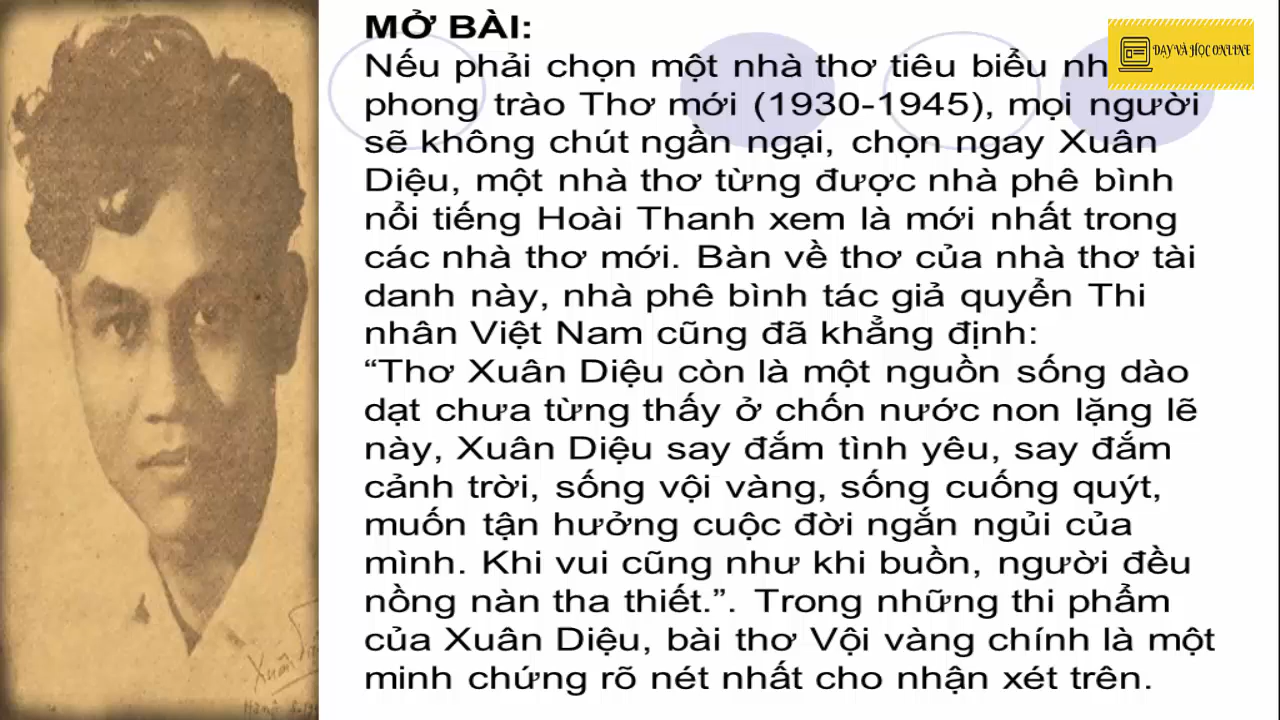 MỞ BÀI:
Nếu phải chọn một nhà thơ tiêu biểu nh
phong trào Thơ mới (1930-1945), mọi người
sẽ không chút ngần ngại, chọn ngay Xuân
Diệu, một nhà thơ từng được nhà phê bình
nổi tiếng Hoài Thanh xem là mới nhất trong
các nhà thơ mới. Bàn về thơ của nhà thơ tài
danh này, nhà phê bình tác giả quyển Thi
nhân Việt Nam cũng đã khẳng định:
“Thơ Xuân Diệu còn là một nguồn sống dào
dạt chưa từng thấy ở chốn nước non lặng lẽ
này, Xuân Diệu say đắm tình yêu, say đắm
cảnh trời, sống vội vàng, sống cuống quýt,
muốn tận hưởng cuộc đời ngắn ngủi của
mình. Khi vui cũng như khi buồn, người đều
nồng nàn tha thiết.”. Trong những thi phẩm
của Xuân Diệu, bài thơ Vội vàng chính là một
minh chứng rõ nét nhất cho nhận xét trên.
DẠY VÀ HỌC ONLINE
Xuân